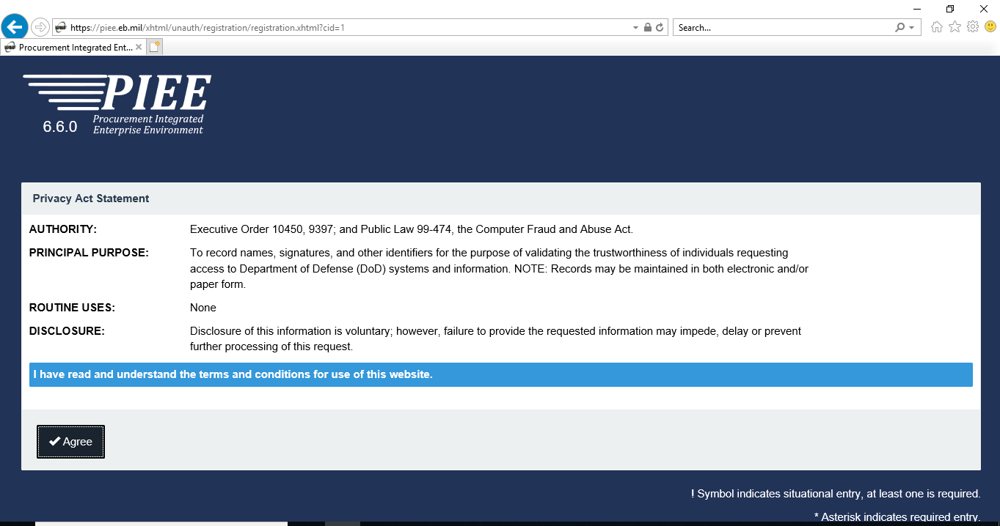 https://piee.eb.mil/xhtml/unauth/registration/registration.xhtml?cid=1
Search...
Procurement Integrated Ent...
PIEE
6.6.0
Procurement Integrated
Enterprise Environment
Privacy Act Statement
AUTHORITY: Executive Order 10450, 9397; and Public Law 99-474, the Computer Fraud and Abuse Act.
PRINCIPAL PURPOSE: To record names, signatures, and other identifiers for the purpose of validating the trustworthiness of individuals requesting
access to Department of Defense (DoD) systems and information. NOTE: Records may be maintained in both electronic and/or
paper form.
ROUTINE USES: None
DISCLOSURE: Disclosure of this information is voluntary; however, failure to provide the requested information may impede, delay or prevent
further processing of this request.
I have read and understand the terms and conditions for use of this website.
Agree
! Symbol indicates situational entry, at least one is required.
* Asterisk indicates required entry.